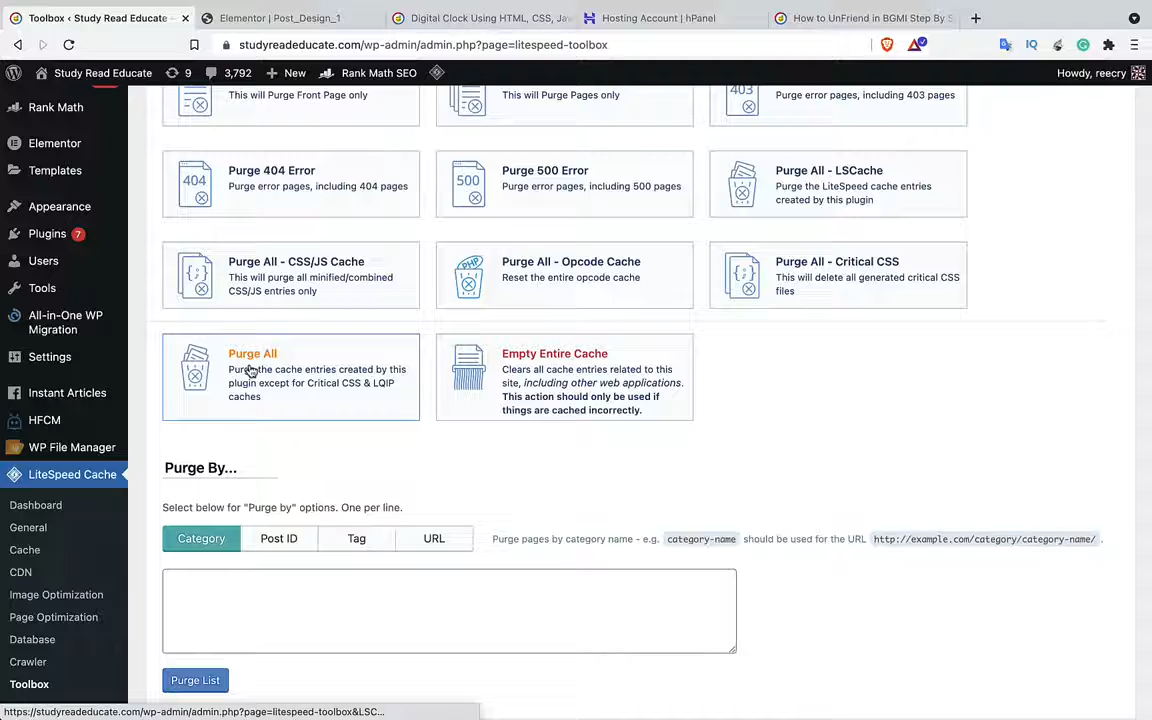 Toolbox ‹ Study Read Educate —
Elementor | Post_Design_1
Digital Clock Using HTML, CSS, Jav
Hosting Account | hPanel
How to UnFriend in BGMI Step By S
studyreadeducate.com/wp-admin/admin.php?page=litespeed-toolbox
IQ
Study Read Educate
9
3,792
New
Rank Math SEO
Howdy, reecry
Rank Math
Elementor
Templates
Appearance
Plugins 7
Users
Tools
All-in-One WP
Migration
Settings
Instant Articles
HFCM
WP File Manager
LiteSpeed Cache
Dashboard
General
Cache
CDN
Image Optimization
Page Optimization
Database
Crawler
Toolbox
This will Purge Front Page only
This will Purge Pages only
403
Purge error pages, including 403 pages
404
Purge 404 Error
Purge error pages, including 404 pages
500
Purge 500 Error
Purge error pages, including 500 pages
Purge All - LSCache
Purge the LiteSpeed cache entries
created by this plugin
Purge All - CSS/JS Cache
This will purge all minified/combined
CSS/JS entries only
PHP
Purge All - Opcode Cache
Reset the entire opcode cache
Purge All - Critical CSS
This will delete all generated critical CSS
files
Purge All
the cache entries created by this
plugin except for Critical CSS & LQIP
caches
Empty Entire Cache
Clears all cache entries related to this
site, including other web applications.
This action should only be used if
things are cached incorrectly.
Purge By...
Select below for "Purge by" options. One per line.
Category
Post ID
Tag
URL
Purge pages by category name - e.g. category-name should be used for the URL http://example.com/category/category-name/ .
Purge List
https://studyreadeducate.com/wp-admin/admin.php?page=litespeed-toolbox&LSC...